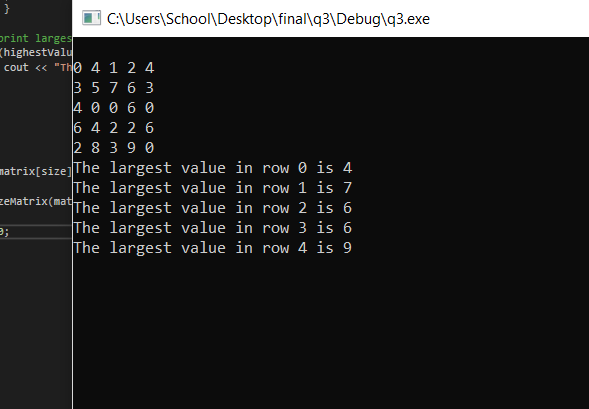 }
print larges
(highestValu
cout << "Th
matrix[size]
zeMatrix(mat
0;
C:\Users\School\Desktop\final\q3\Debug\q3.exe
0 4 1 2 4
3 5 7 6 3
4 0 0 6 0
6 4 2 2 6
2 8 3 9 0
The largest value in row 0 is 4
The largest value in row 1 is 7
The largest value in row 2 is 6
The largest value in row 3 is 6
The largest value in row 4 is 9